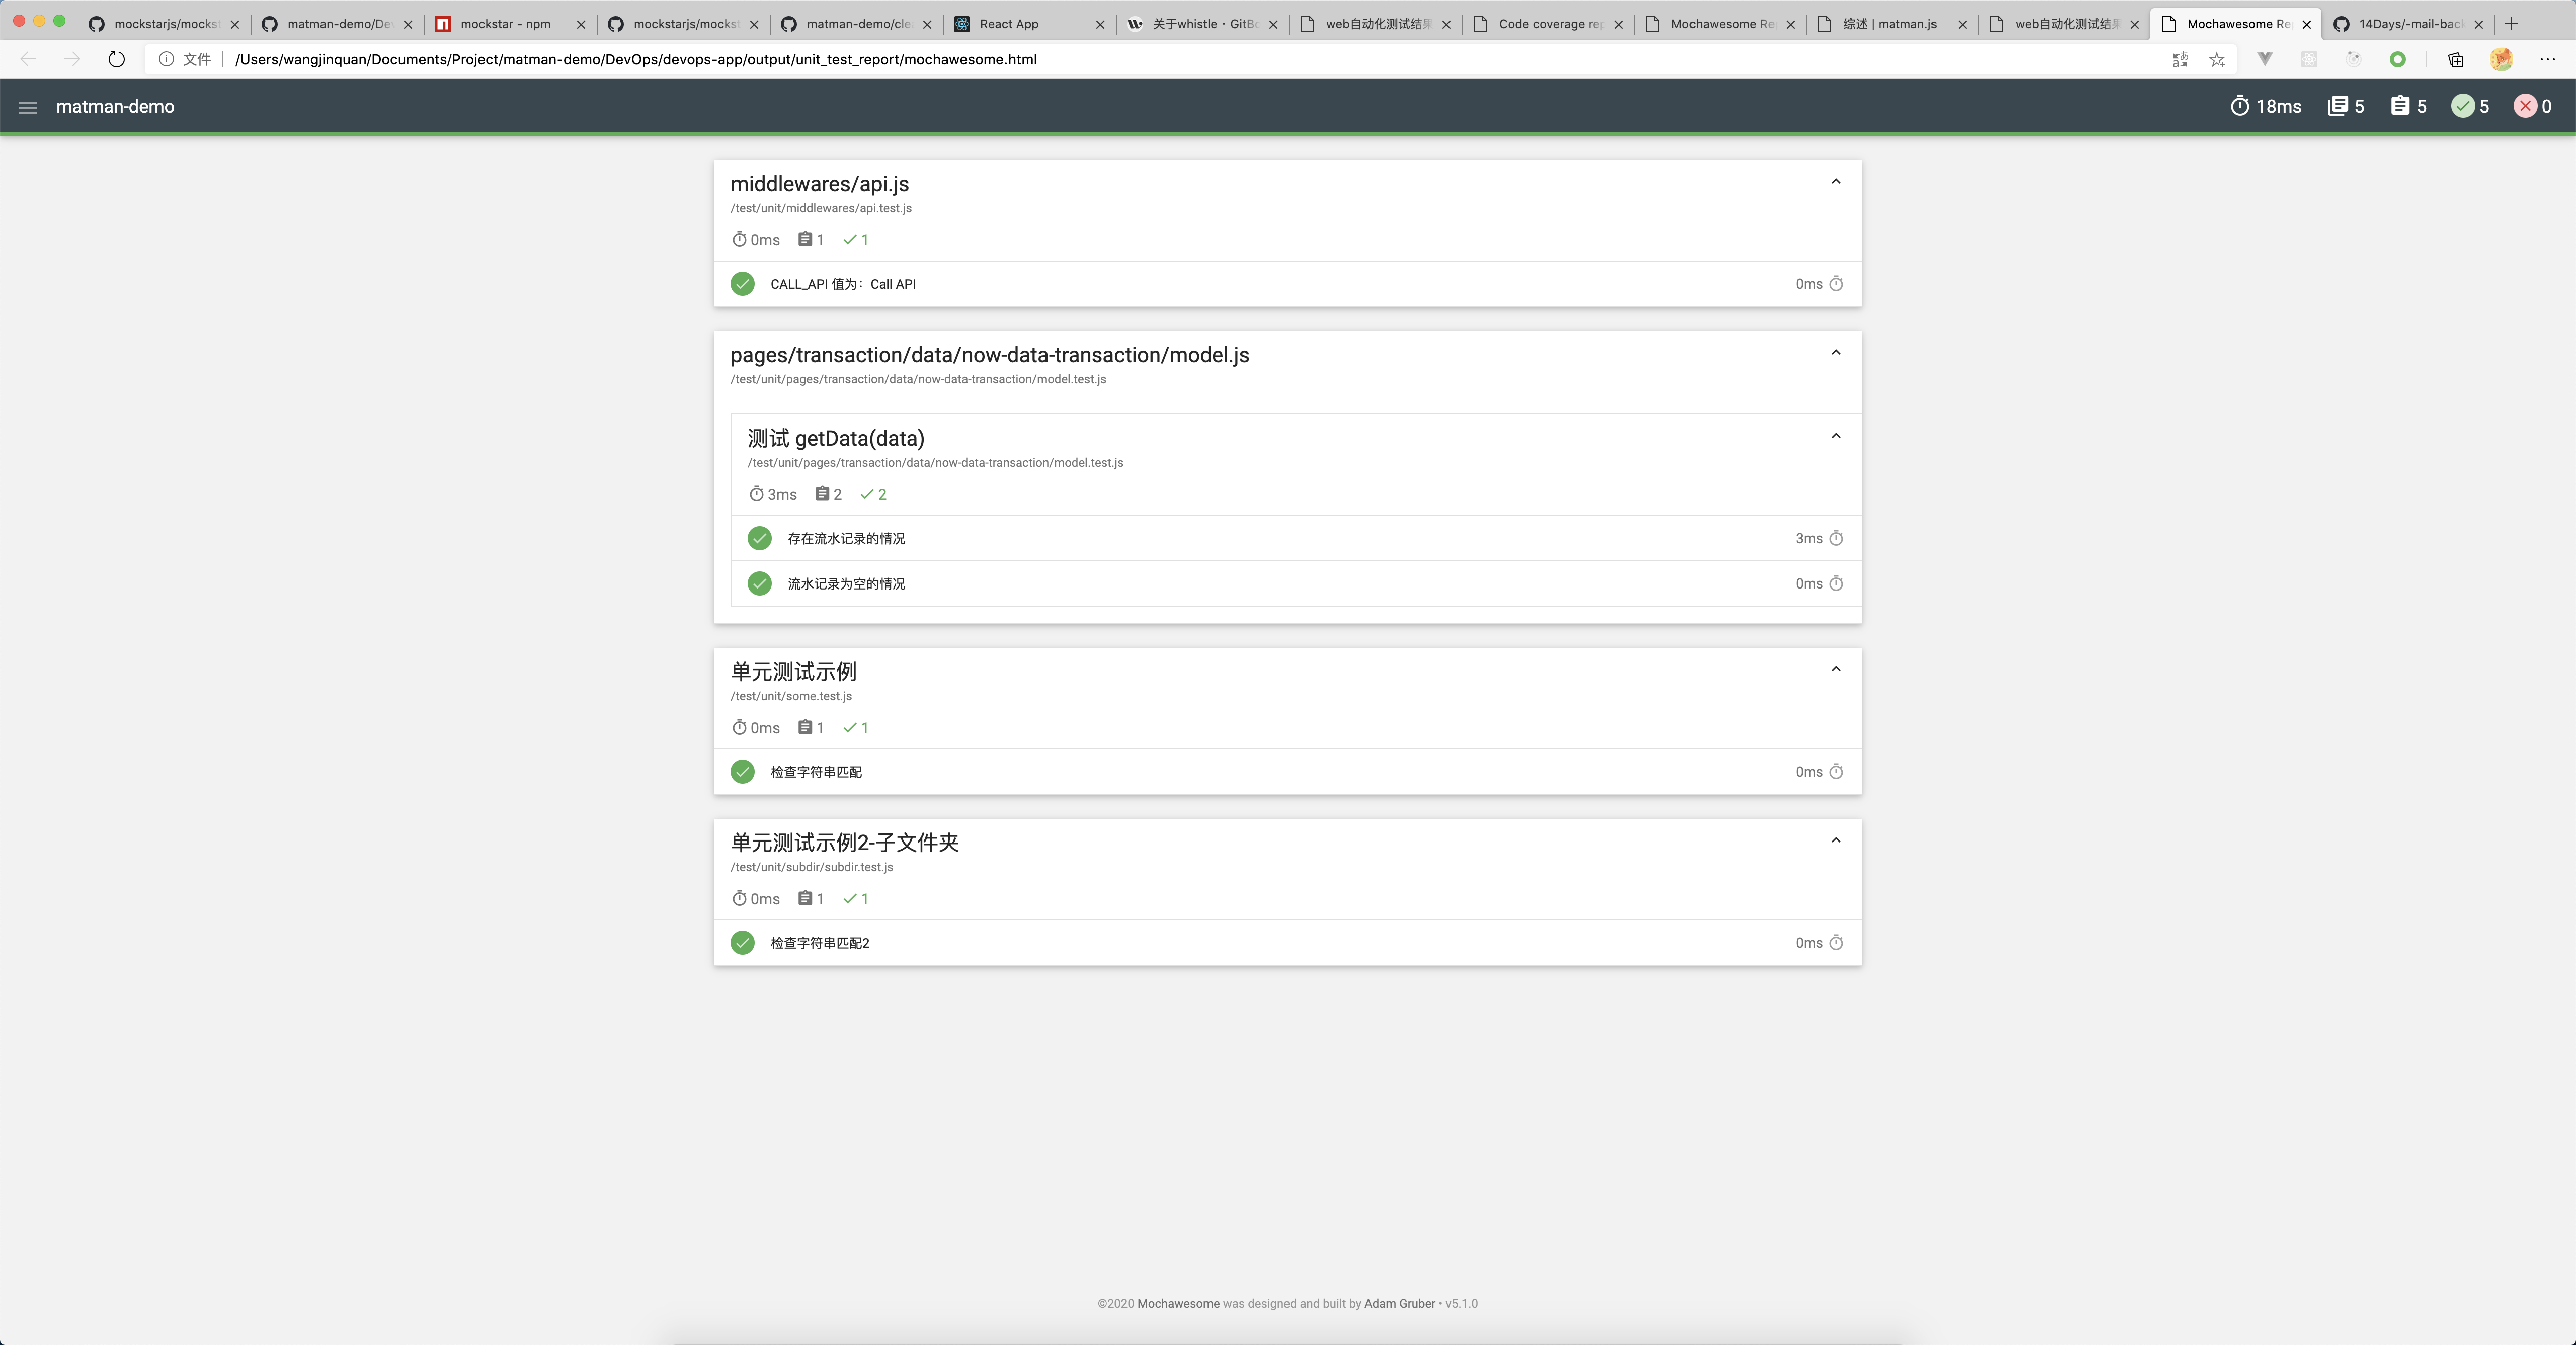 mockstarjs/mockst
matman-demo/Dev
mockstar - npm
mockstarjs/mockst
matman-demo/clea
React App
关于whistle · GitBo
web自动化测试结果
Code coverage rep
Mochawesome Re
综述 | matman.js
web自动化测试结果
Mochawesome Re
14Days/-mail-back
文件 /Users/wangjinquan/Documents/Project/matman-demo/DevOps/devops-app/output/unit_test_report/mochawesome.html
matman-demo
18ms 5 5 5 0
middlewares/api.js
/test/unit/middlewares/api.test.js
0ms 1 1
CALL_API 值为：Call API 0ms
pages/transaction/data/now-data-transaction/model.js
/test/unit/pages/transaction/data/now-data-transaction/model.test.js
测试 getData(data)
/test/unit/pages/transaction/data/now-data-transaction/model.test.js
3ms 2 2
存在流水记录的情况 3ms
流水记录为空的情况 0ms
单元测试示例
/test/unit/some.test.js
0ms 1 1
检查字符串匹配 0ms
单元测试示例2-子文件夹
/test/unit/subdir/subdir.test.js
0ms 1 1
检查字符串匹配2 0ms
©2020 Mochawesome was designed and built by Adam Gruber • v5.1.0